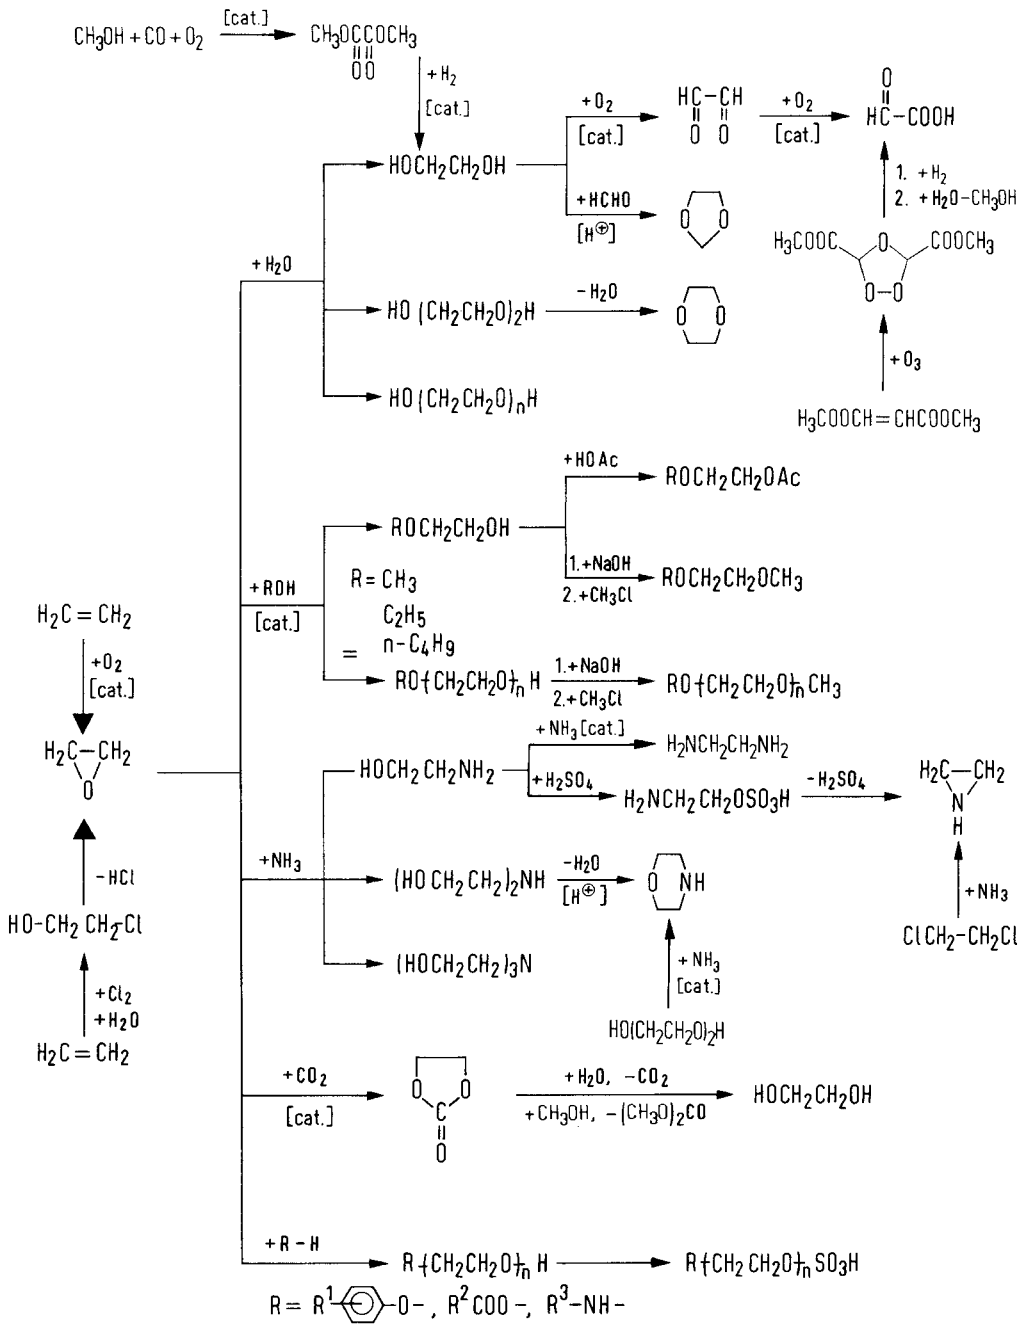 CH3OH + CO + O2
[cat.]
CH3OCCOCH3
O O
+ H2
[cat.]
HOCH2CH2OH
+ O2
[cat.]
HC-CH
O O
+ O2
[cat.]
O
HC-COOH
1. + H2
2. + H2O-CH3OH
+ HCHO
[H⊕]
O O
H3COOC O COOCH3
O-O
+ O3
H3COOCH=CHCOOCH3
+ H2O
HO (CH2CH2O)2H
- H2O
O O
HO(CH2CH2O)nH
+ HOAc
ROCH2CH2OAc
ROCH2CH2OH
1. + NaOH
2. + CH3Cl
ROCH2CH2OCH3
+ ROH
[cat.]
R = CH3
C2H5
= n-C4H9
RO(CH2CH2O)n H
1. + NaOH
2. + CH3Cl
RO(CH2CH2O)n CH3
H2C=CH2
+O2
[cat.]
H2C-CH2
O
- HCl
HO-CH2CH2-Cl
+Cl2
+H2O
H2C=CH2
+ NH3 [cat.]
H2NCH2CH2NH2
HOCH2CH2NH2
+ H2SO4
H2NCH2CH2OSO3H
- H2SO4
H2C-CH2
N
H
+ NH3
ClCH2-CH2Cl
+ NH3
(HOCH2CH2)2NH
-H2O
[H⊕]
O NH
+ NH3
[cat.]
HO(CH2CH2O)2H
(HOCH2CH2)3N
+ CO2
[cat.]
O O
C
O
+ H2O, - CO2
+ CH3OH, - (CH3O)2CO
HOCH2CH2OH
+ R - H
R(CH2CH2O)n H
R(CH2CH2O)n SO3H
R = R1 -O-, R2COO-, R3-NH-